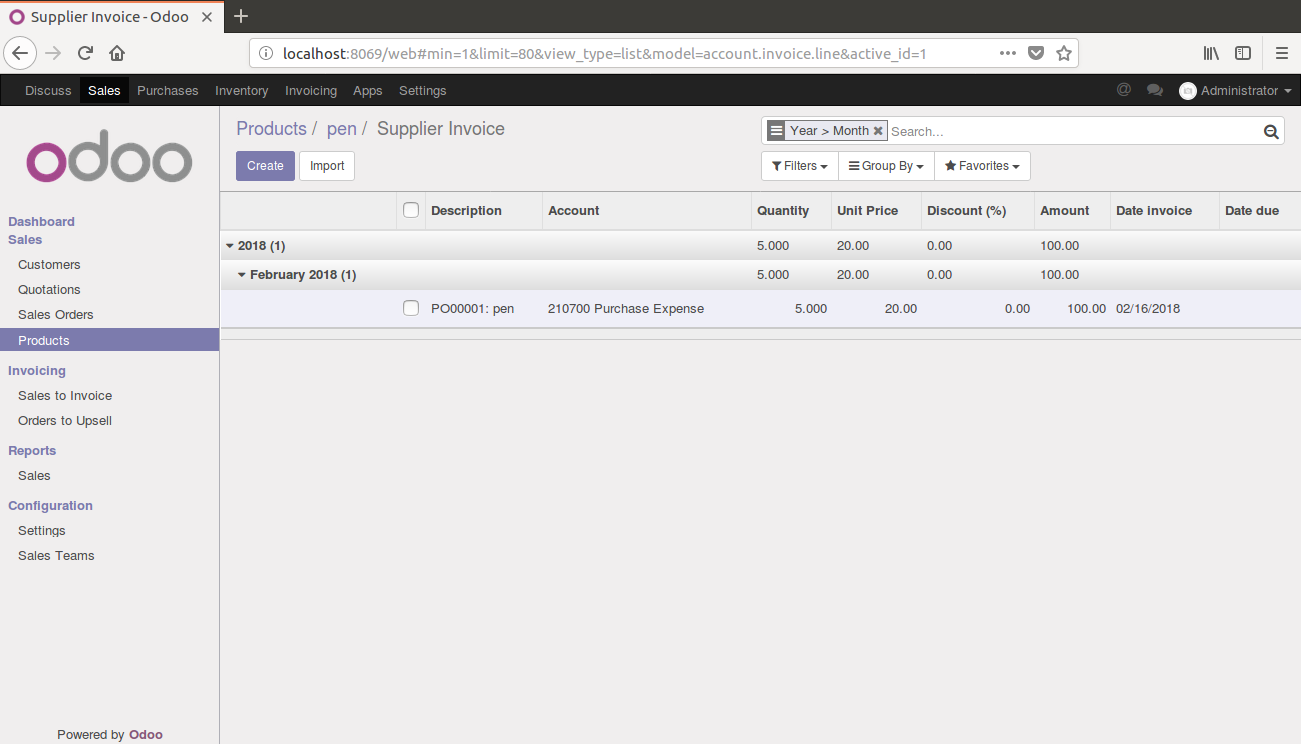 Supplier Invoice - Odoo
localhost:8069/web#min=1&limit=80&view_type=list&model=account.invoice.line&active_id=1
Discuss Sales Purchases Inventory Invoicing Apps Settings @ Administrator
odoo
Dashboard
Sales
Customers
Quotations
Sales Orders
Products
Invoicing
Sales to Invoice
Orders to Upsell
Reports
Sales
Configuration
Settings
Sales Teams
Powered by Odoo
Products / pen / Supplier Invoice
Year > Month Search...
Create Import
Filters Group By Favorites
Description Account Quantity Unit Price Discount (%) Amount Date invoice Date due
2018 (1) 5.000 20.00 0.00 100.00
February 2018 (1) 5.000 20.00 0.00 100.00
PO00001: pen 210700 Purchase Expense 5.000 20.00 0.00 100.00 02/16/2018